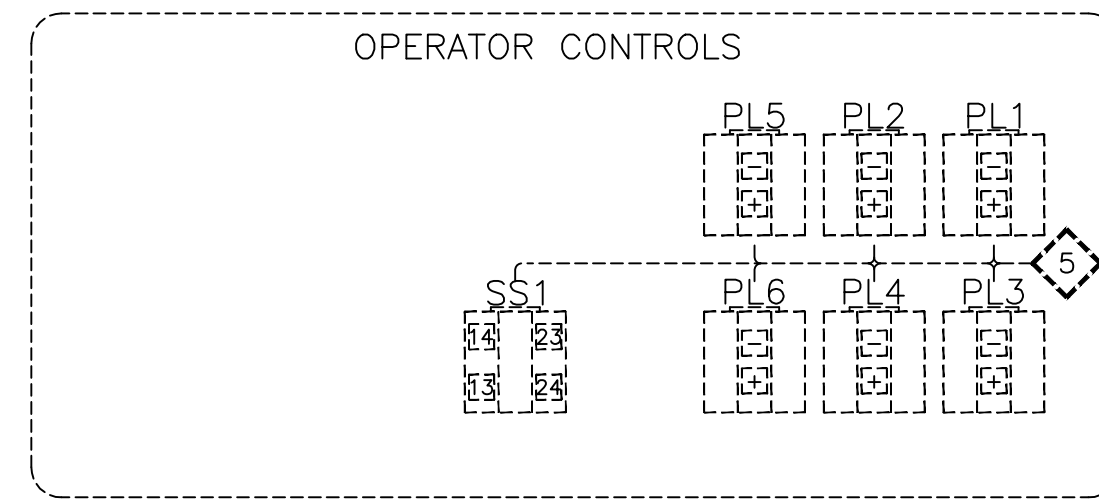 OPERATOR CONTROLS
PL5 PL2 PL1
- - -
+ + +
5
SS1 PL6 PL4 PL3
14 23 - - -
13 24 + + +